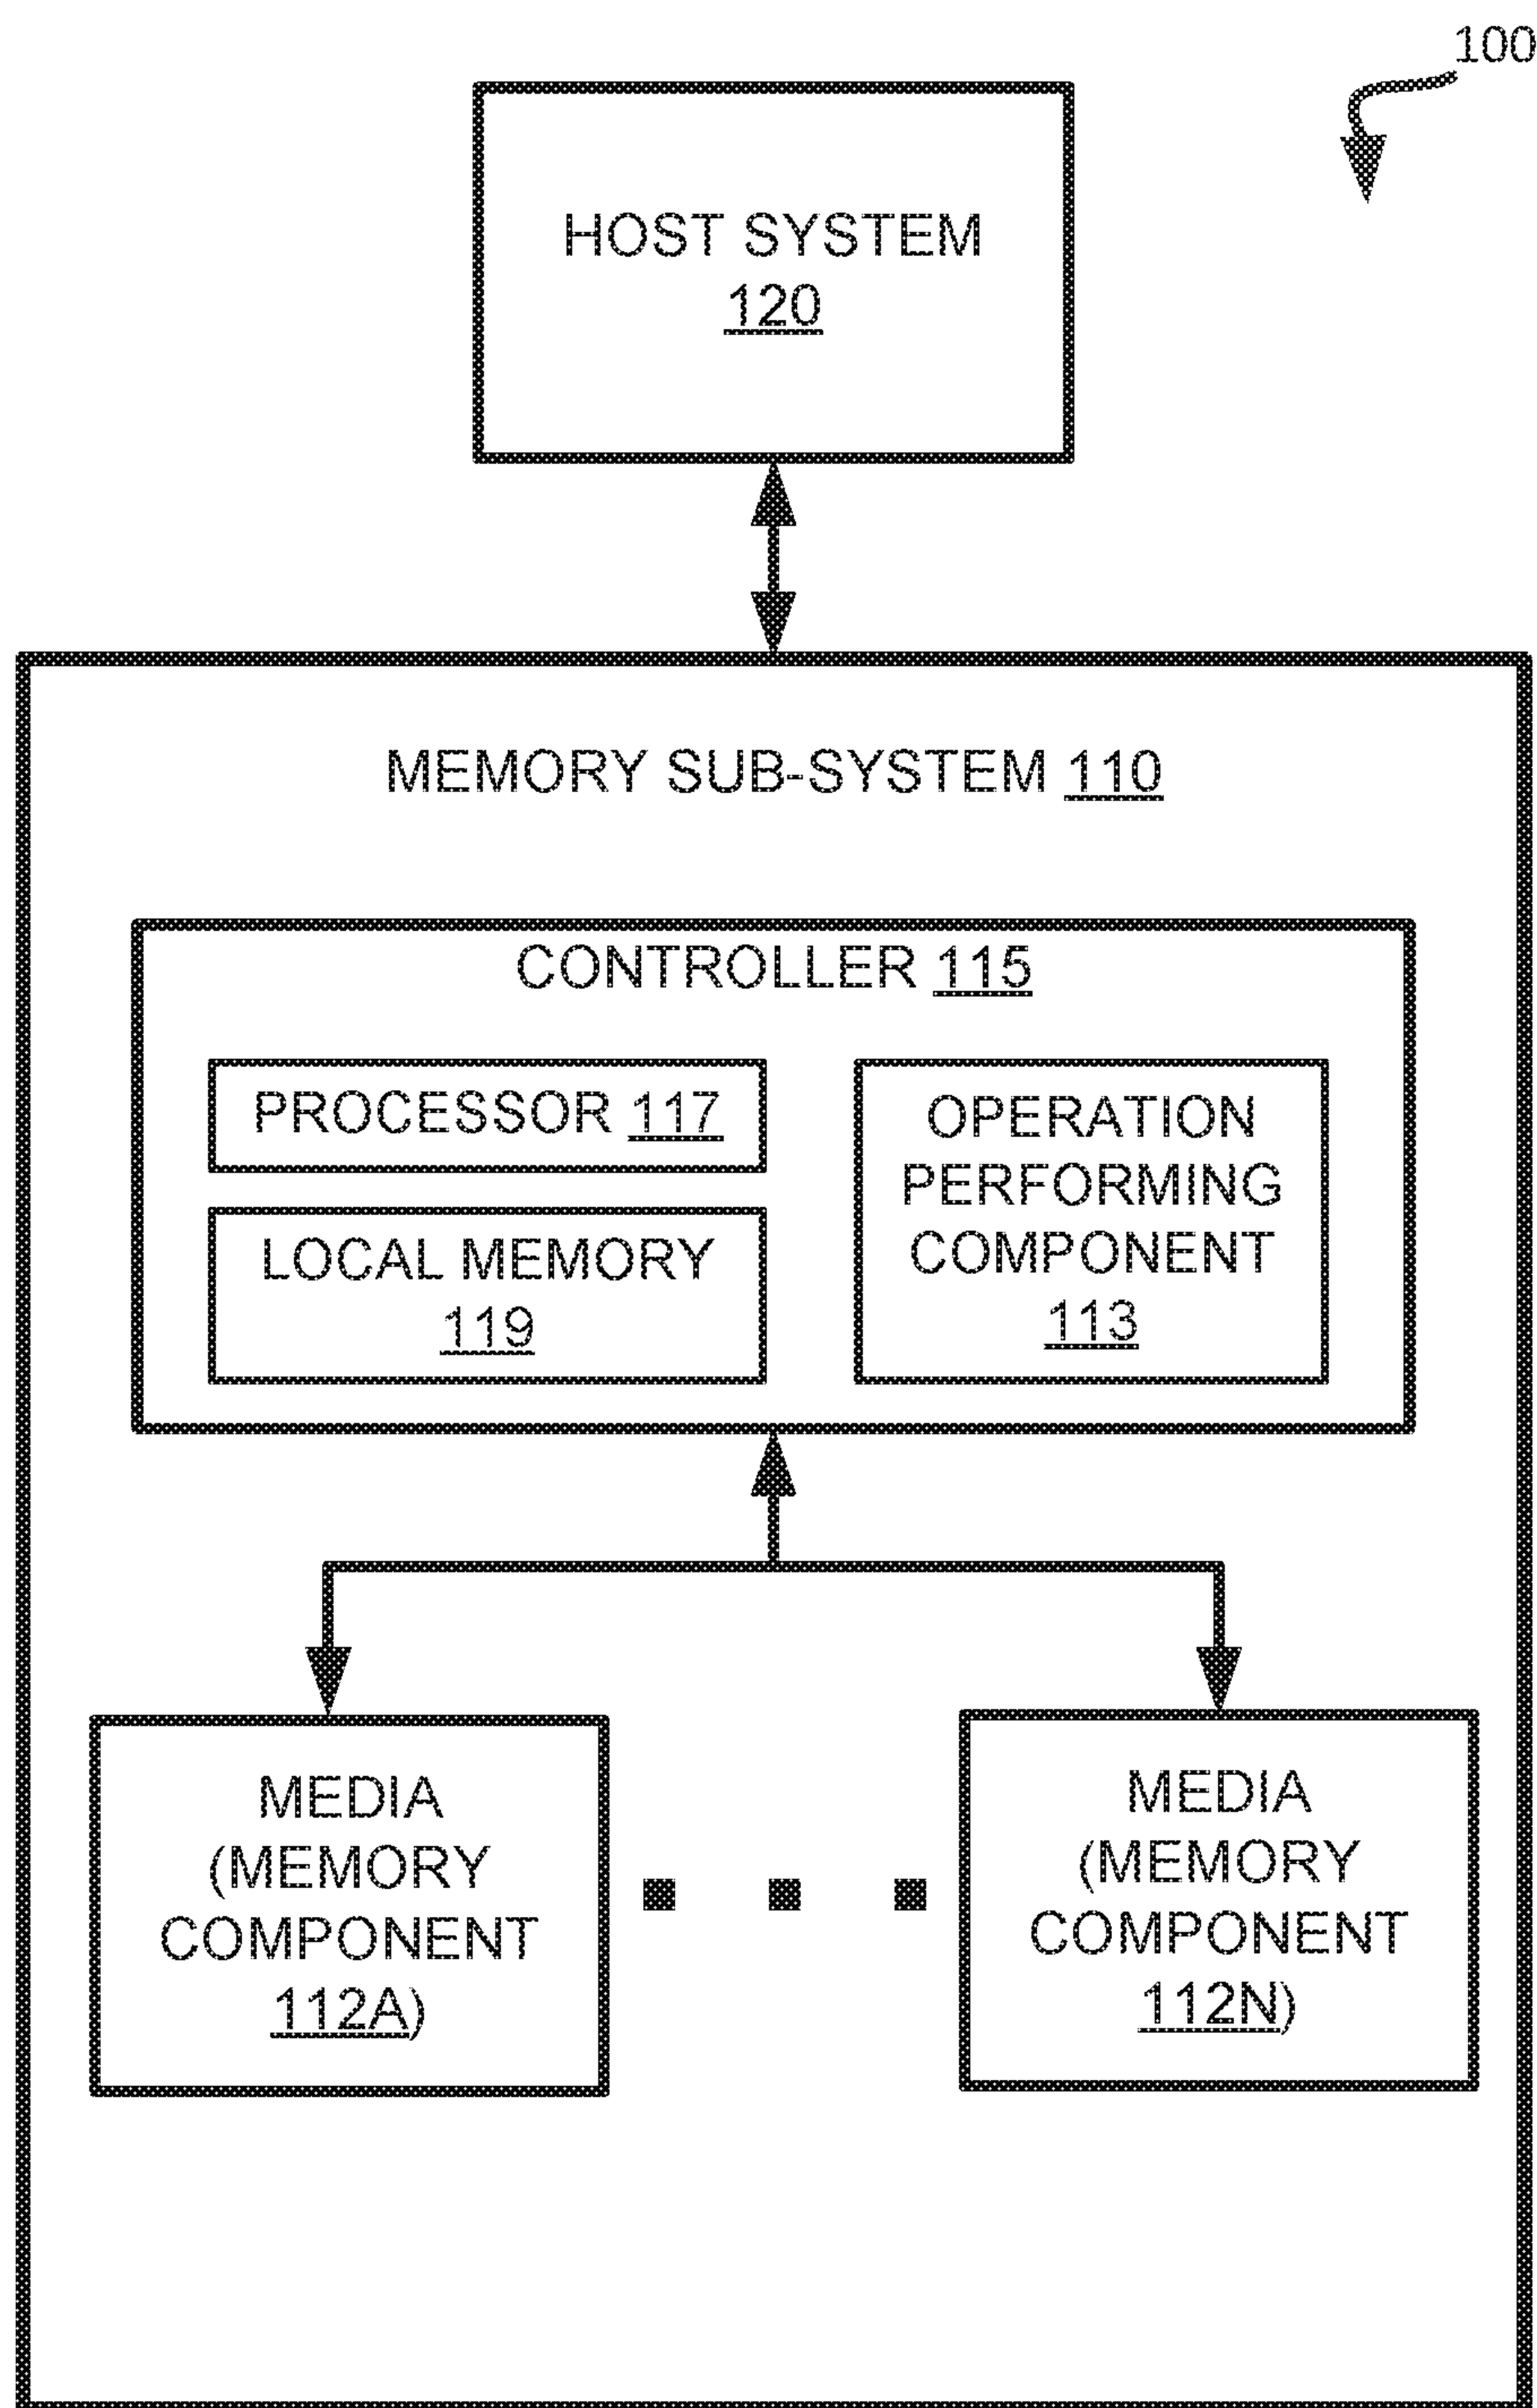 100
HOST SYSTEM
120
MEMORY SUB-SYSTEM 110
CONTROLLER 115
PROCESSOR 117
LOCAL MEMORY
119
OPERATION
PERFORMING
COMPONENT
113
MEDIA
(MEMORY
COMPONENT
112A)
MEDIA
(MEMORY
COMPONENT
112N)